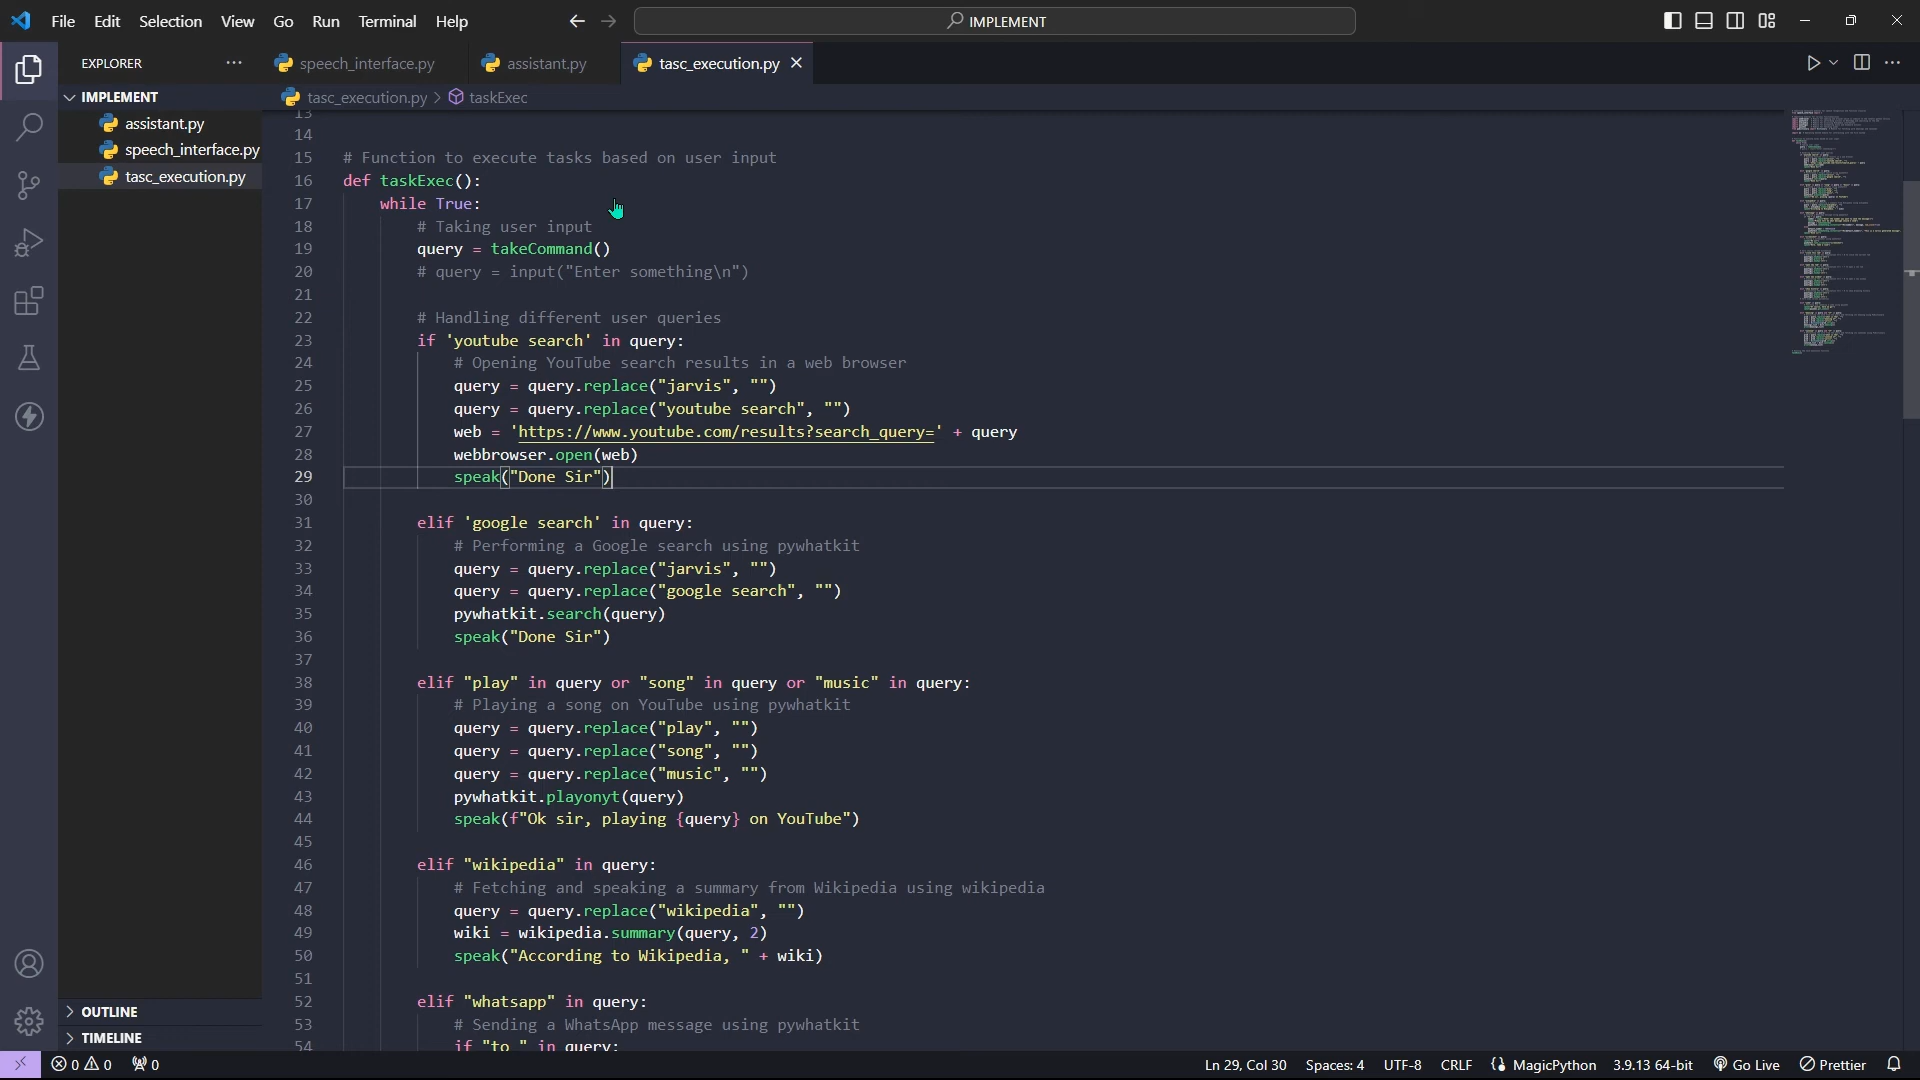 File Edit Selection View Go Run Terminal Help
IMPLEMENT
EXPLORER
speech_interface.py
assistant.py
tasc_execution.py
IMPLEMENT
assistant.py
speech_interface.py
tasc_execution.py
tasc_execution.py > taskExec
13
14
15 # Function to execute tasks based on user input
16 def taskExec():
17 while True:
18 # Taking user input
19 query = takeCommand()
20 # query = input("Enter something\n")
21
22 # Handling different user queries
23 if 'youtube search' in query:
24 # Opening YouTube search results in a web browser
25 query = query.replace("jarvis", "")
26 query = query.replace("youtube search", "")
27 web = 'https://www.youtube.com/results?search_query=' + query
28 webbrowser.open(web)
29 speak("Done Sir")
30
31 elif 'google search' in query:
32 # Performing a Google search using pywhatkit
33 query = query.replace("jarvis", "")
34 query = query.replace("google search", "")
35 pywhatkit.search(query)
36 speak("Done Sir")
37
38 elif "play" in query or "song" in query or "music" in query:
39 # Playing a song on YouTube using pywhatkit
40 query = query.replace("play", "")
41 query = query.replace("song", "")
42 query = query.replace("music", "")
43 pywhatkit.playonyt(query)
44 speak(f"Ok sir, playing {query} on YouTube")
45
46 elif "wikipedia" in query:
47 # Fetching and speaking a summary from Wikipedia using wikipedia
48 query = query.replace("wikipedia", "")
49 wiki = wikipedia.summary(query, 2)
50 speak("According to Wikipedia, " + wiki)
51
52 elif "whatsapp" in query:
53 # Sending a WhatsApp message using pywhatkit
54 if "to " in query:
OUTLINE
TIMELINE
0 0 0 Ln 29, Col 30 Spaces: 4 UTF-8 CRLF MagicPython 3.9.13 64-bit Go Live Prettier